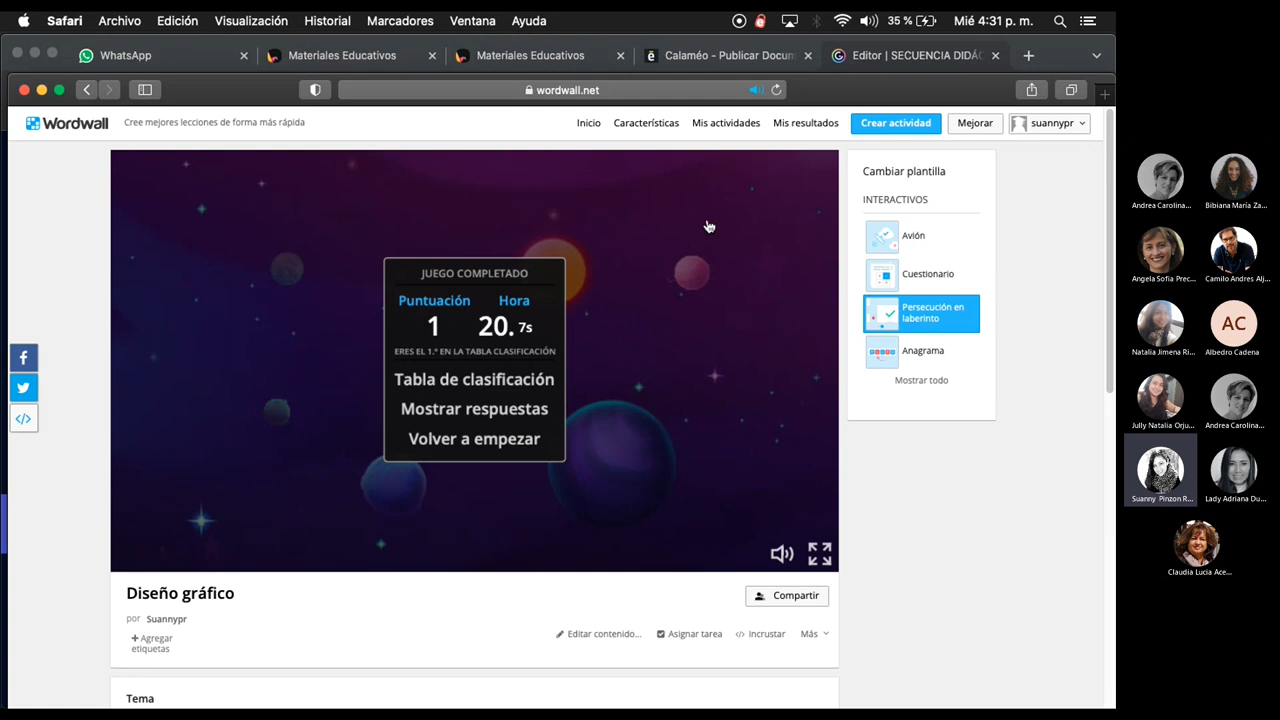 Safari Archivo Edición Visualización Historial Marcadores Ventana Ayuda 35 % Mié 4:31 p. m.
WhatsApp Materiales Educativos Materiales Educativos Calaméo - Publicar Docum Editor | SECUENCIA DIDÁC
wordwall.net
Wordwall Cree mejores lecciones de forma más rápida Inicio Características Mis actividades Mis resultados Crear actividad Mejorar suannypr
Cambiar plantilla
INTERACTIVOS
Avión
Cuestionario
Persecución en
laberinto
Anagrama
Mostrar todo
JUEGO COMPLETADO
Puntuación Hora
1 20.7s
ERES EL 1.º EN LA TABLA CLASIFICACIÓN
Tabla de clasificación
Mostrar respuestas
Volver a empezar
Diseño gráfico
Compartir
por Suannypr
Agregar
etiquetas
Editar contenido... Asignar tarea Incrustar Más
Tema
Andrea Carolina... Bibiana María Za...
Angela Sofia Prec... Camilo Andres Alj...
AC
Natalia Jimena Ri... Albedro Cadena
Jully Natalia Orju... Andrea Carolina...
Suanny Pinzon R... Lady Adriana Du...
Claudia Lucia Ace...